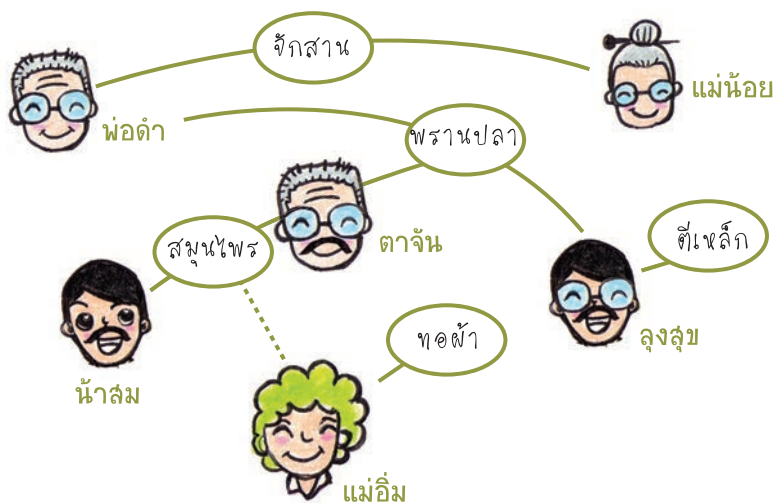 จักสาน
แม่น้อย
พ่อดำ
พรานปลา
ตาจัน
สมุนไพร
ตีเหล็ก
ทอผ้า
ลุงสุข
น้าสม
แม่อิ่ม